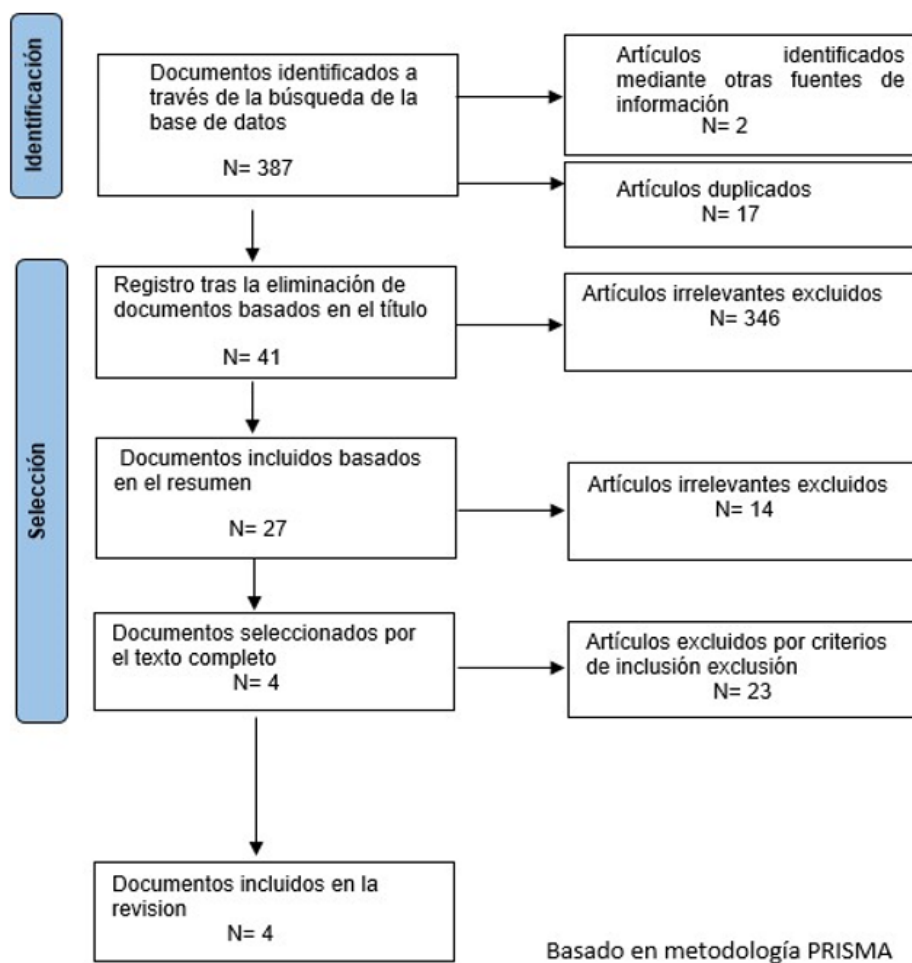 Identificación
Documentos identificados a
través de la búsqueda de la
base de datos
N= 387
Artículos identificados
mediante otras fuentes de
información
N= 2
Artículos duplicados
N= 17
Selección
Registro tras la eliminación de
documentos basados en el título
N= 41
Artículos irrelevantes excluidos
N= 346
Documentos incluidos basados
en el resumen
N= 27
Artículos irrelevantes excluidos
N= 14
Documentos seleccionados por
el texto completo
N= 4
Artículos excluidos por criterios
de inclusión exclusión
N= 23
Documentos incluidos en la
revision
N= 4
Basado en metodología PRISMA